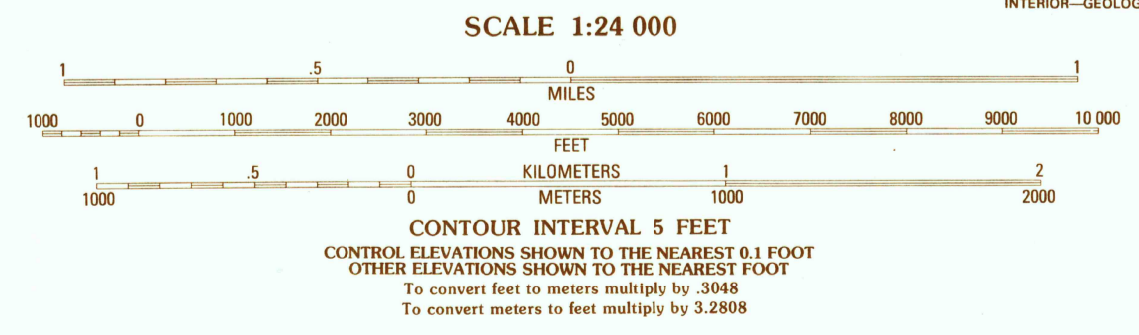 INTERIOR—GEOLOG
SCALE 1:24 000
1 .5 0 1
MILES
1000 0 1000 2000 3000 4000 5000 6000 7000 8000 9000 10 000
FEET
1 .5 0 KILOMETERS 1 2
1000 0 METERS 1000 2000
CONTOUR INTERVAL 5 FEET
CONTROL ELEVATIONS SHOWN TO THE NEAREST 0.1 FOOT
OTHER ELEVATIONS SHOWN TO THE NEAREST FOOT
To convert feet to meters multiply by .3048
To convert meters to feet multiply by 3.2808